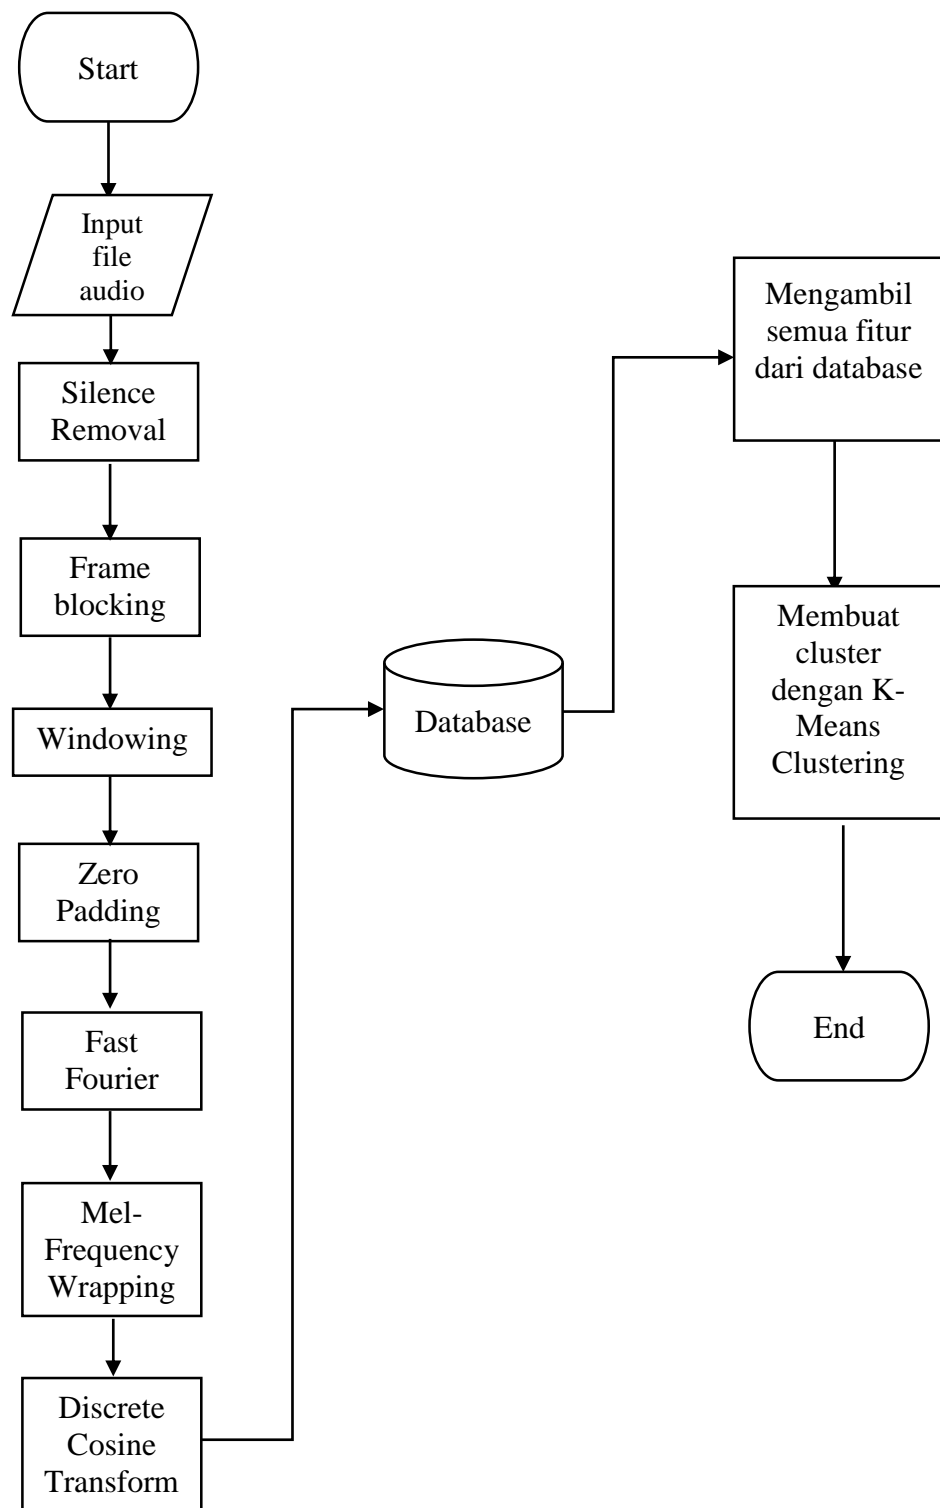 Start
Input
file
audio
Silence
Removal
Frame
blocking
Windowing
Zero
Padding
Fast
Fourier
Mel-
Frequency
Wrapping
Discrete
Cosine
Transform
Database
Mengambil
semua fitur
dari database
Membuat
cluster
dengan K-
Means
Clustering
End